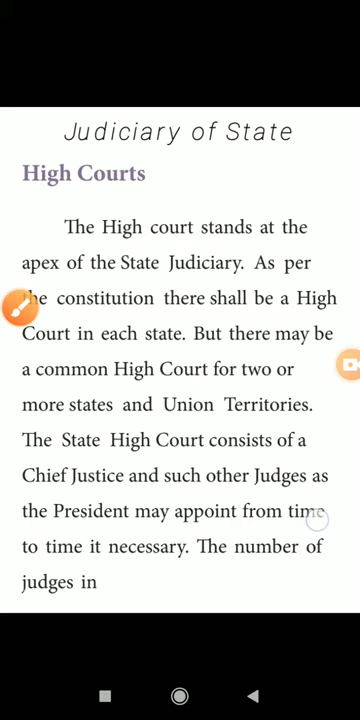 Judiciary of State
High Courts
The High court stands at the
apex of the State Judiciary. As per
the constitution there shall be a High
Court in each state. But there may be
a common High Court for two or
more states and Union Territories.
The State High Court consists of a
Chief Justice and such other Judges as
the President may appoint from time
to time it necessary. The number of
judges in